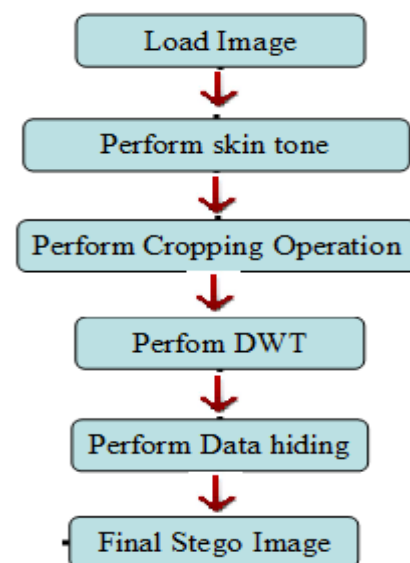 Load Image
Perform skin tone
Perform Cropping Operation
Perfom DWT
Perform Data hiding
Final Stego Image